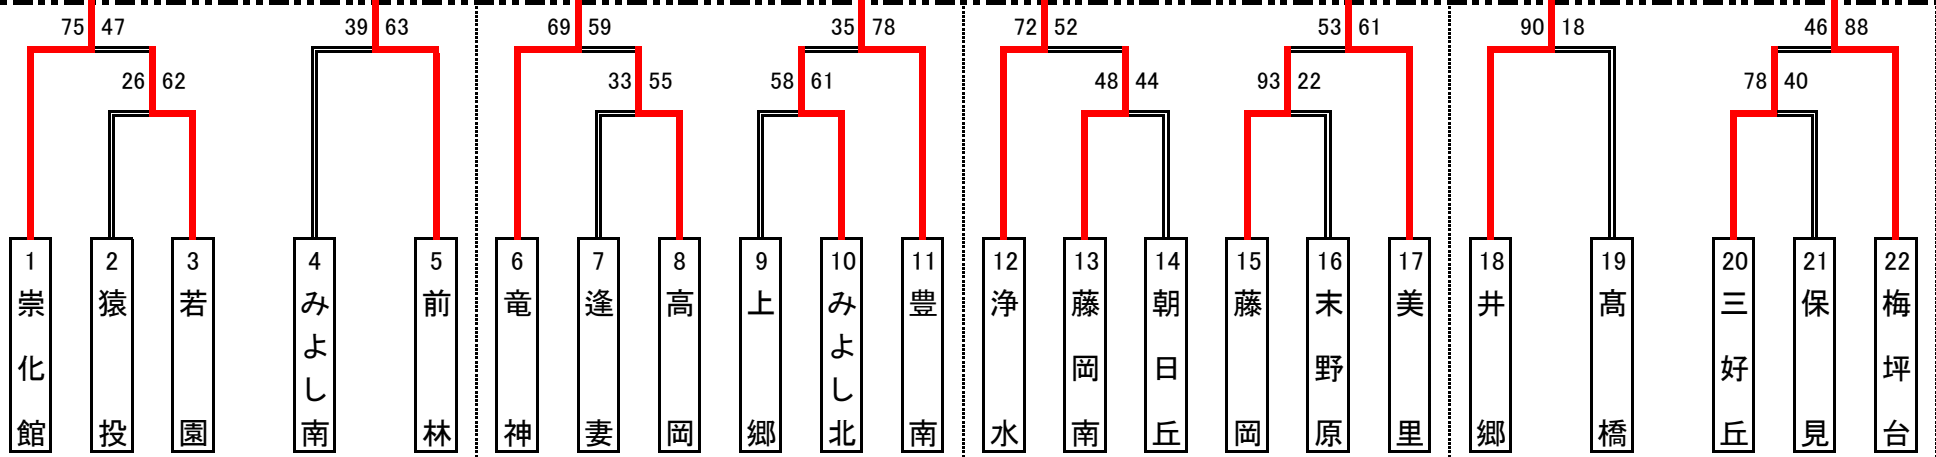 75 47 39 63 69 59 35 78 72 52 53 61 90 18 46 88
26 62 33 55 58 61 48 44 93 22 78 40
1 崇化館
2 猿投
3 若園
4 みよし南
5 前林
6 竜神
7 逢妻
8 高岡
9 上郷
10 みよし北
11 豊南
12 浄水
13 藤岡南
14 朝日丘
15 藤岡
16 末野原
17 美里
18 井郷
19 髙橋
20 三好丘
21 保見
22 梅坪台